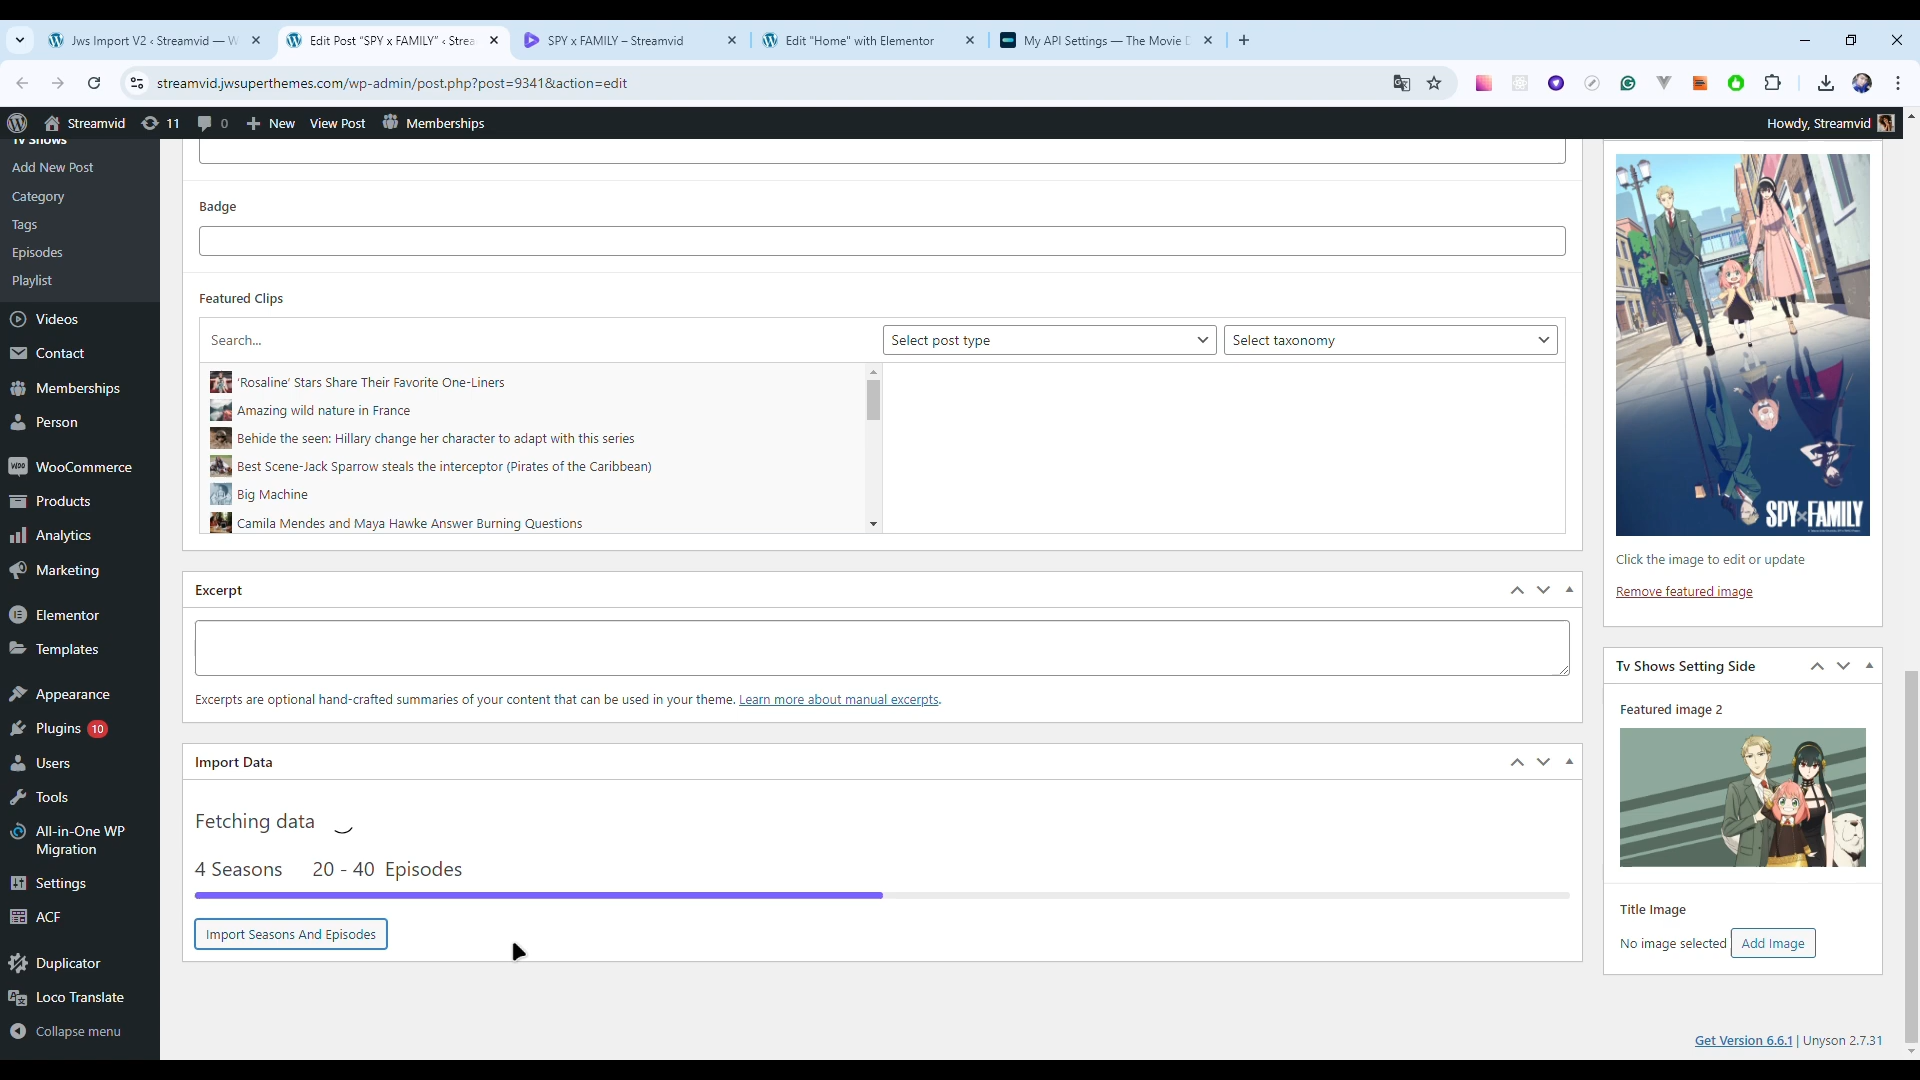 Jws Import V2 ‹ Streamvid — W
Edit Post "SPY x FAMILY" ‹ Strea
SPY x FAMILY – Streamvid
Edit "Home" with Elementor
My API Settings — The Movie D
streamvid.jwsuperthemes.com/wp-admin/post.php?post=9341&action=edit
Streamvid
11
0
New
View Post
Memberships
Howdy, Streamvid
Tv Shows
Add New Post
Category
Tags
Episodes
Playlist
Videos
Contact
Memberships
Person
WooCommerce
Products
Analytics
Marketing
Elementor
Templates
Appearance
Plugins 10
Users
Tools
All-in-One WP
Migration
Settings
ACF
Duplicator
Loco Translate
Collapse menu
Badge
Featured Clips
Search...
Select post type
Select taxonomy
'Rosaline' Stars Share Their Favorite One-Liners
Amazing wild nature in France
Behide the seen: Hillary change her character to adapt with this series
Best Scene-Jack Sparrow steals the interceptor (Pirates of the Caribbean)
Big Machine
Camila Mendes and Maya Hawke Answer Burning Questions
Excerpt
Excerpts are optional hand-crafted summaries of your content that can be used in your theme. Learn more about manual excerpts.
Import Data
Fetching data
4 Seasons 20 - 40 Episodes
Import Seasons And Episodes
SPY×FAMILY
Click the image to edit or update
Remove featured image
Tv Shows Setting Side
Featured image 2
Title Image
No image selected Add Image
Get Version 6.6.1 | Unyson 2.7.31